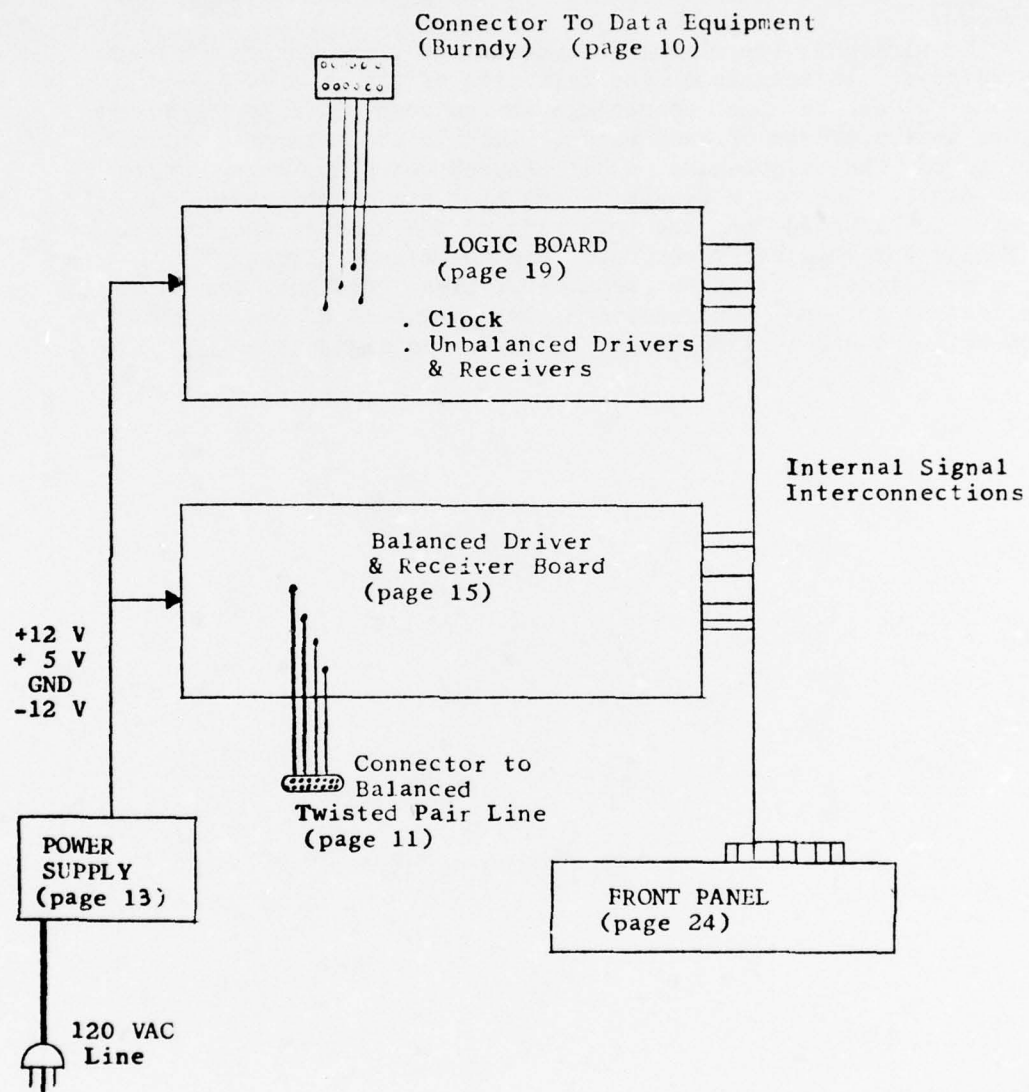 Connector To Data Equipment
(Burndy) (page 10)
LOGIC BOARD
(page 19)
. Clock
. Unbalanced Drivers
& Receivers
Internal Signal
Interconnections
Balanced Driver
& Receiver Board
(page 15)
+12 V
+ 5 V
GND
-12 V
Connector to
Balanced
Twisted Pair Line
(page 11)
POWER
SUPPLY
(page 13)
FRONT PANEL
(page 24)
120 VAC
Line